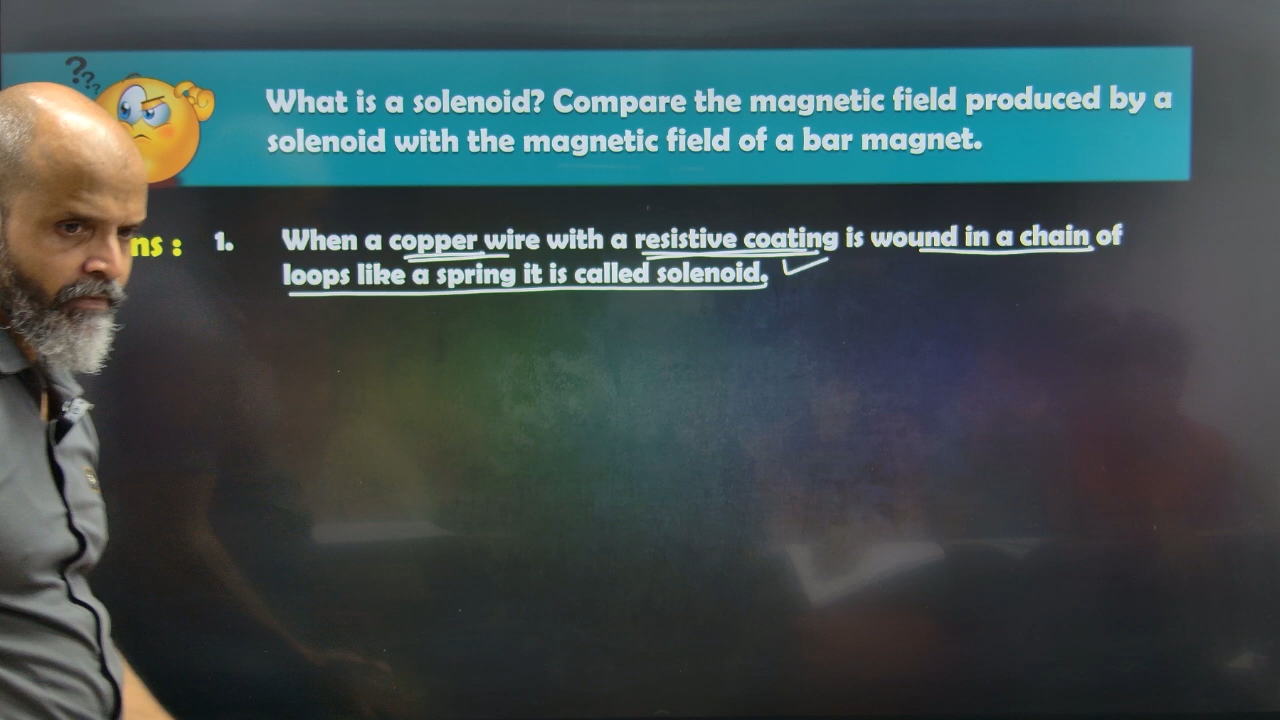 ???
What is a solenoid? Compare the magnetic field produced by a
solenoid with the magnetic field of a bar magnet.
ns : 1. When a copper wire with a resistive coating is wound in a chain of
loops like a spring it is called solenoid.